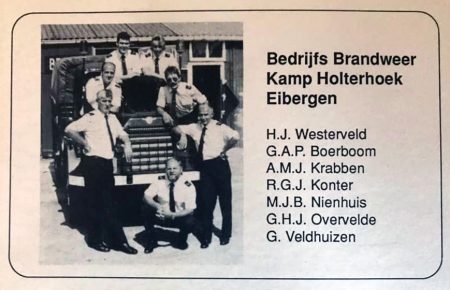 Bedrijfs Brandweer
Kamp Holterhoek
Eibergen
H.J. Westerveld
G.A.P. Boerboom
A.M.J. Krabben
R.G.J. Konter
M.J.B. Nienhuis
G.H.J. Overvelde
G. Veldhuizen